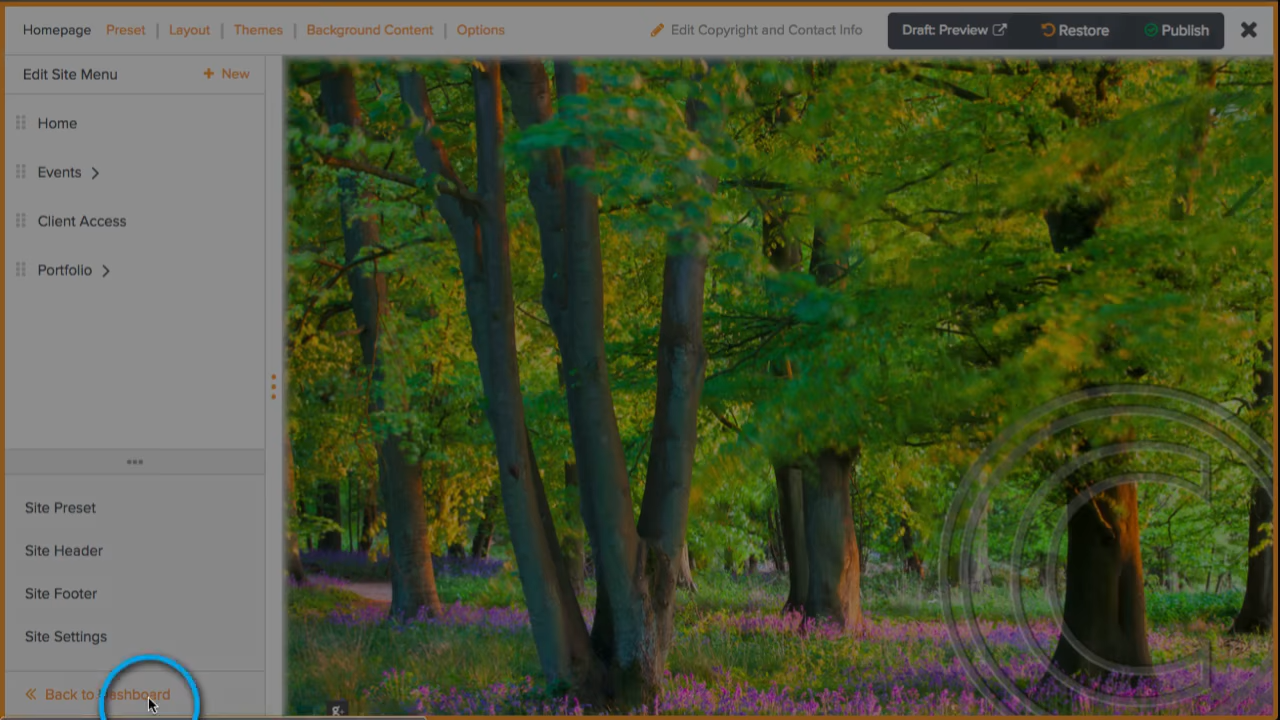 Homepage Preset | Layout | Themes | Background Content | Options Edit Copyright and Contact Info Draft: Preview Restore Publish
Edit Site Menu + New
Home
Events
Client Access
Portfolio
Site Preset
Site Header
Site Footer
Site Settings
Back to Dashboard
C
g.